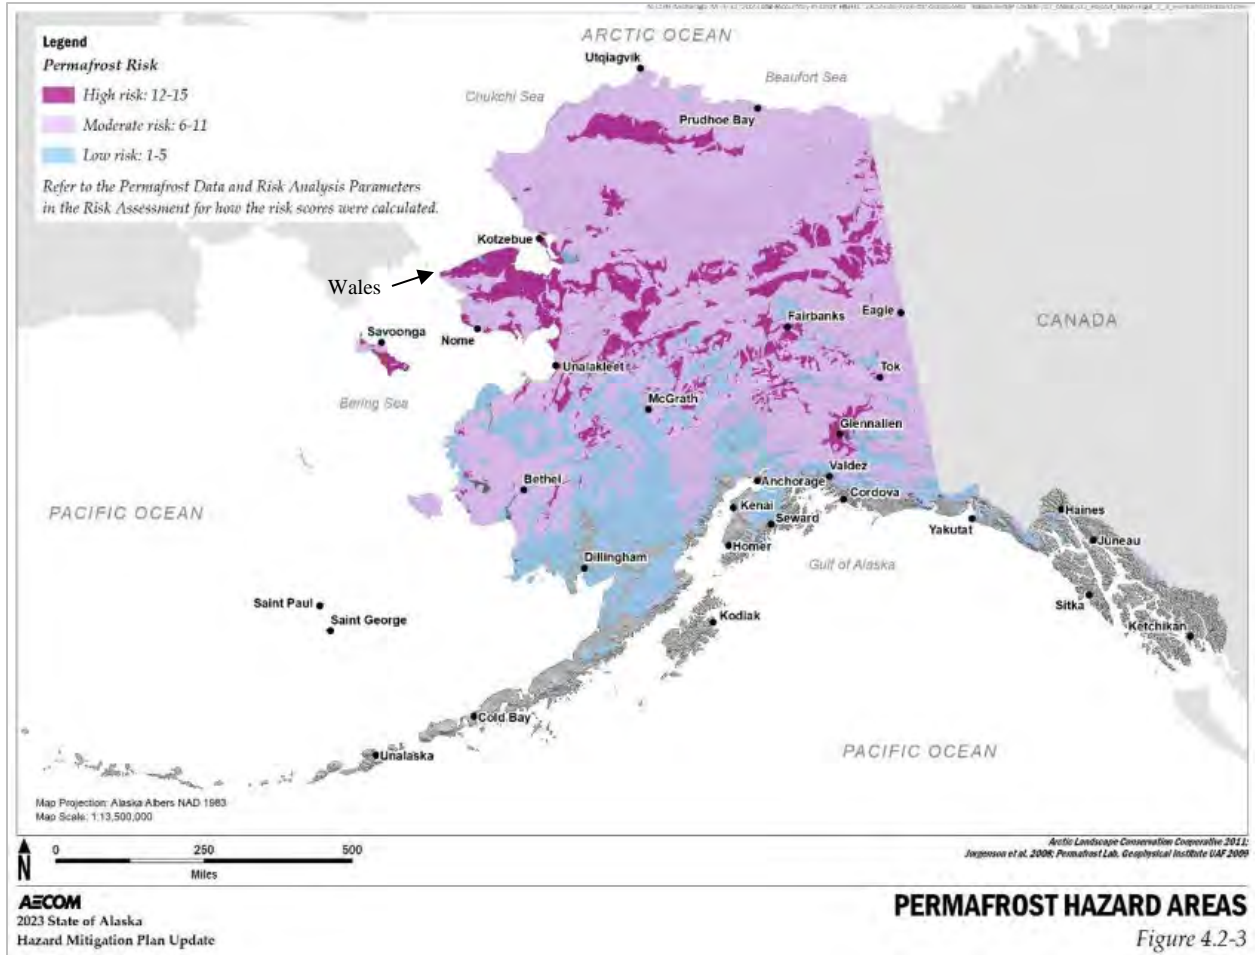 Legend
Permafrost Risk
High risk: 12-15
Moderate risk: 6-11
Low risk: 1-5
Refer to the Permafrost Data and Risk Analysis Parameters
in the Risk Assessment for how the risk scores were calculated.
ARCTIC OCEAN
Utqiagvik
Beaufort Sea
Chukchi Sea
Prudhoe Bay
Kotzebue
Wales
Savoonga
Nome
Fairbanks
Eagle
CANADA
Unalakleet
Tok
McGrath
Bering Sea
Glennallen
Bethel
Valdez
Anchorage
Cordova
PACIFIC OCEAN
Kenai
Seward
Yakutat
Haines
Homer
Juneau
Dillingham
Gulf of Alaska
Saint Paul
Saint George
Kodiak
Sitka
Ketchikan
Cold Bay
Unalaska
PACIFIC OCEAN
Map Projection: Alaska Albers NAD 1983
Map Scale: 1:13,500,000
N
0 250 500
Miles
Arctic Landscape Conservation Cooperative 2011;
Jorgenson et al. 2008; Permafrost Lab, Geophysical Institute UAF 2009
AECOM
2023 State of Alaska
Hazard Mitigation Plan Update
PERMAFROST HAZARD AREAS
Figure 4.2-3